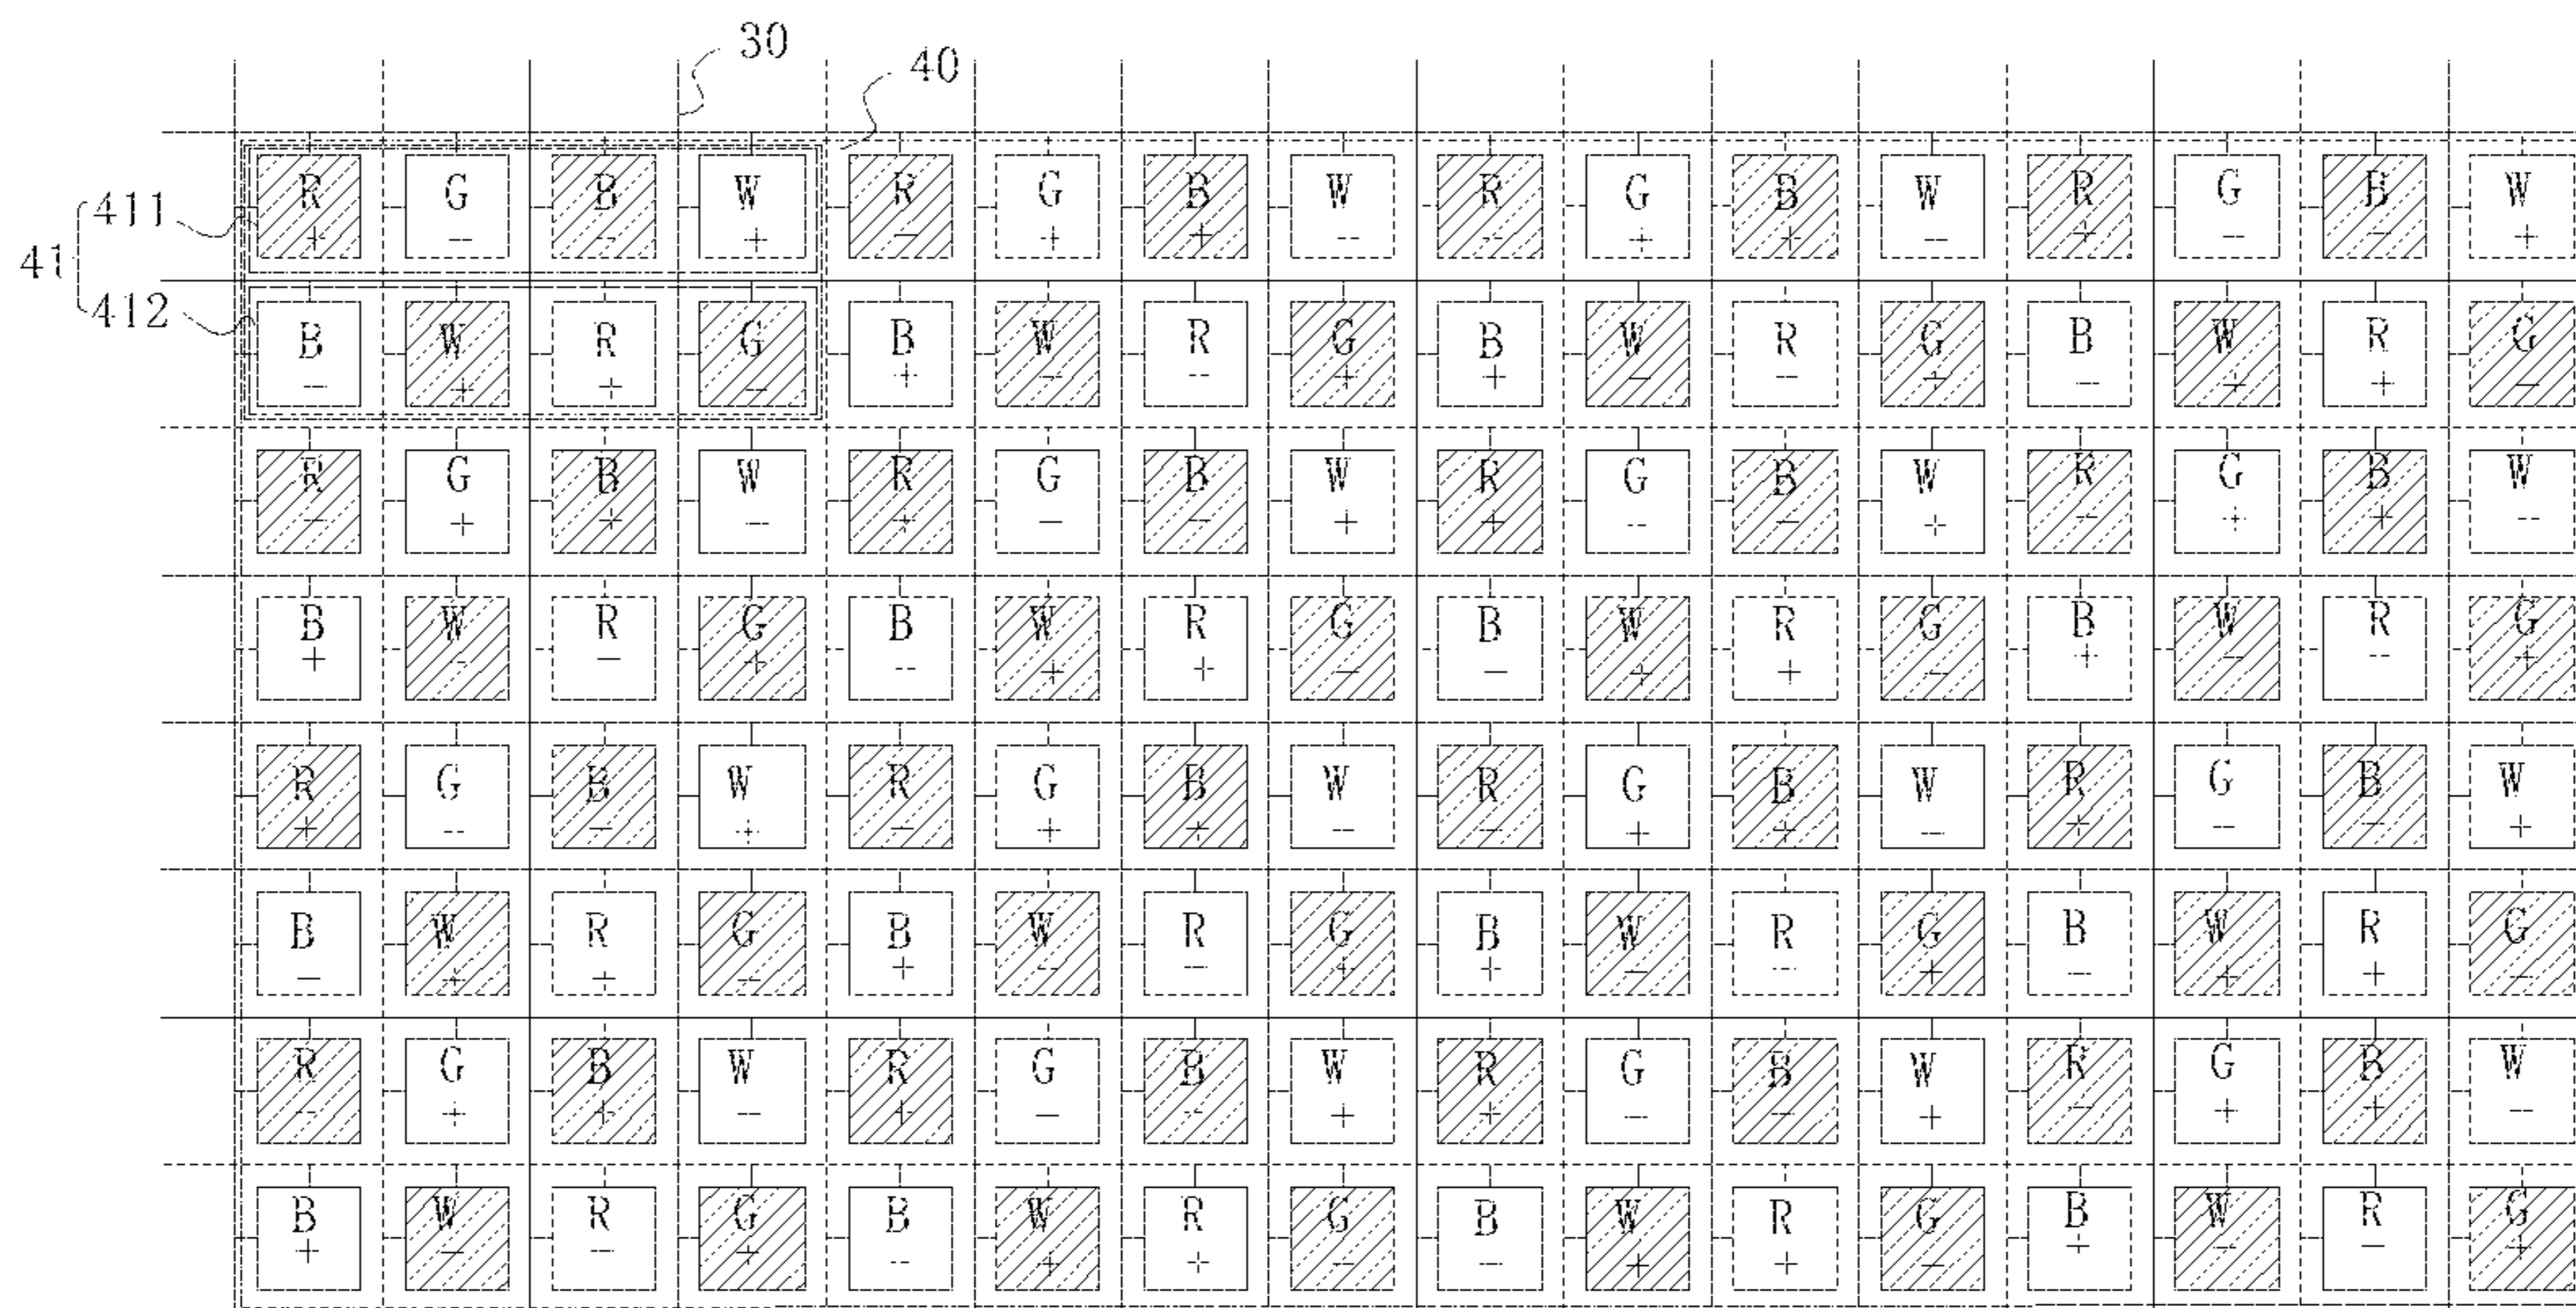 30
40
R G B W R G B W R G B W R G B W
411
+ - - + - + + - - + + - + - - +
41
412
B W R G B W R G B W R G B W R G
- + + - + - - + + - - + - + + -
R G B W R G B W R G B W R G B W
- + + - + - - + + - - + - + + -
B W R G B W R G B W R G B W R G
+ - - + - + + - - + + - + - - +
R G B W R G B W R G B W R G B W
+ - - + - + + - - + + - + - - +
B W R G B W R G B W R G B W R G
- + + - + - - + + - - + - + + -
R G B W R G B W R G B W R G B W
- + + - + - - + + - - + - + + -
B W R G B W R G B W R G B W R G
+ - - + - + + - - + + - + - - +